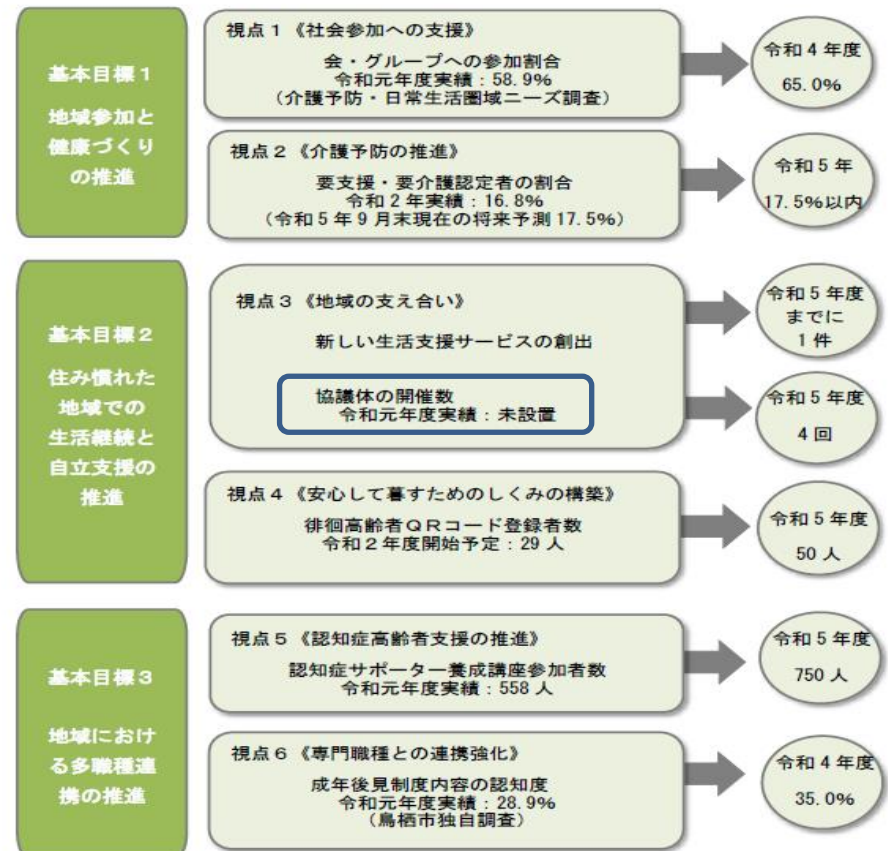 基本目標1
地域参加と
健康づくり
の推進
視点1《社会参加への支援》
会・グループへの参加割合
令和元年度実績：58.9%
（介護予防・日常生活圏域ニーズ調査）
令和4年度
65.0%
視点2《介護予防の推進》
要支援・要介護認定者の割合
令和2年実績：16.8%
（令和5年9月末現在の将来予測17.5%）
令和5年
17.5%以内
基本目標2
住み慣れた
地域での
生活継続と
自立支援の
推進
視点3《地域の支え合い》
新しい生活支援サービスの創出
令和5年度
までに
1件
協議体の開催数
令和元年度実績：未設置
令和5年度
4回
視点4《安心して暮すためのしくみの構築》
徘徊高齢者QRコード登録者数
令和2年度開始予定：29人
令和5年度
50人
基本目標3
地域におけ
る多職種連
携の推進
視点5《認知症高齢者支援の推進》
認知症サポーター養成講座参加者数
令和元年度実績：558人
令和5年度
750人
視点6《専門職種との連携強化》
成年後見制度内容の認知度
令和元年度実績：28.9%
（鳥栖市独自調査）
令和4年度
35.0%